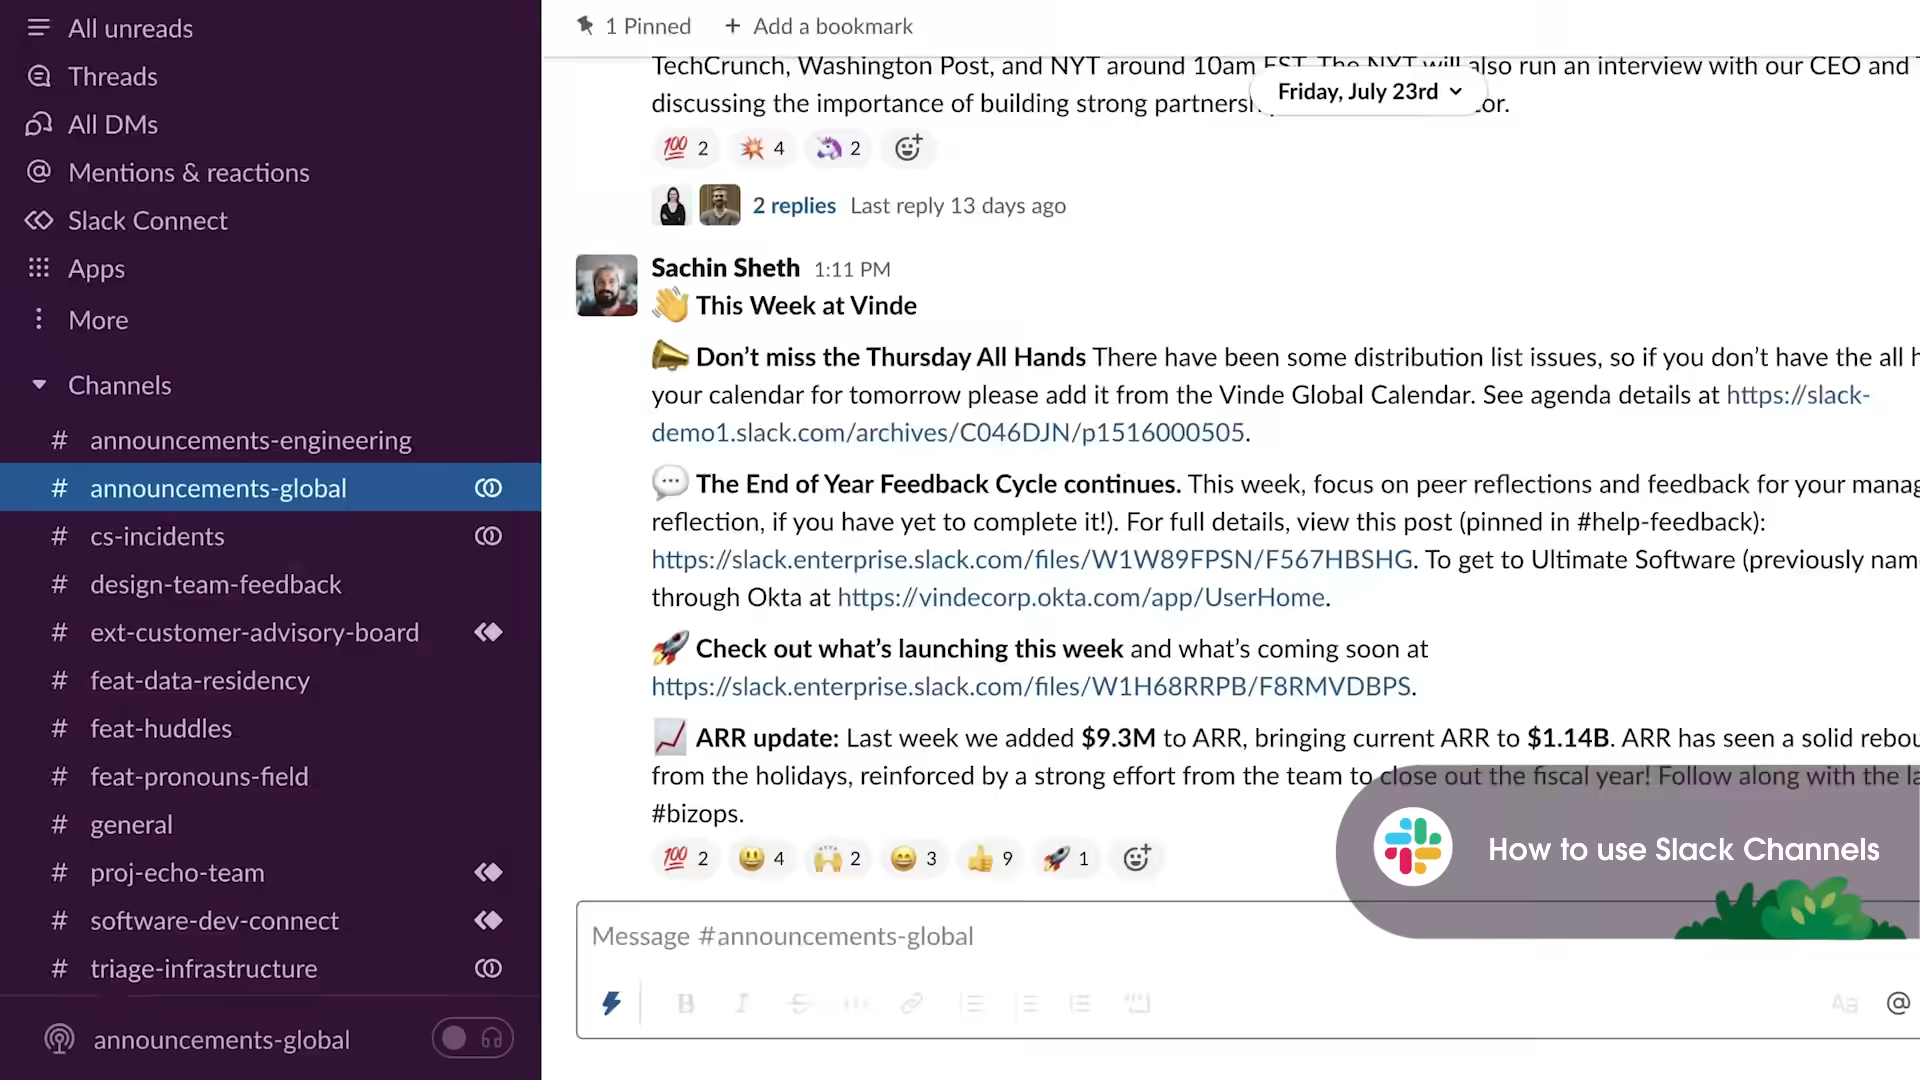 All unreads
Threads
All DMs
Mentions & reactions
Slack Connect
Apps
More
Channels
# announcements-engineering
# announcements-global
# cs-incidents
# design-team-feedback
# ext-customer-advisory-board
# feat-data-residency
# feat-huddles
# feat-pronouns-field
# general
# proj-echo-team
# software-dev-connect
# triage-infrastructure
announcements-global
1 Pinned + Add a bookmark
TechCrunch, Washington Post, and NYT around 10am EST. The NYT will also run an interview with our CEO and
Friday, July 23rd
discussing the importance of building strong
2 4 2
2 replies Last reply 13 days ago
Sachin Sheth 1:11 PM
👋 This Week at Vinde
Don’t miss the Thursday All Hands There have been some distribution list issues, so if you don’t have the all
your calendar for tomorrow please add it from the Vinde Global Calendar. See agenda details at https://slack-
demo1.slack.com/archives/C046DJN/p1516000505.
The End of Year Feedback Cycle continues. This week, focus on peer reflections and feedback for your
reflection, if you have yet to complete it!). For full details, view this post (pinned in #help-feedback):
https://slack.enterprise.slack.com/files/W1W89FPSN/F567HBSHG. To get to Ultimate Software (previously
through Okta at https://vindecorp.okta.com/app/UserHome.
🚀 Check out what’s launching this week and what’s coming soon at
https://slack.enterprise.slack.com/files/W1H68RRPB/F8RMVDBPS.
ARR update: Last week we added $9.3M to ARR, bringing current ARR to $1.14B. ARR has seen a solid
from the holidays, reinforced by a strong effort from the team to close out the fiscal year! Follow along with the
#bizops.
2 4 2 3 9 1
How to use Slack Channels
Message #announcements-global